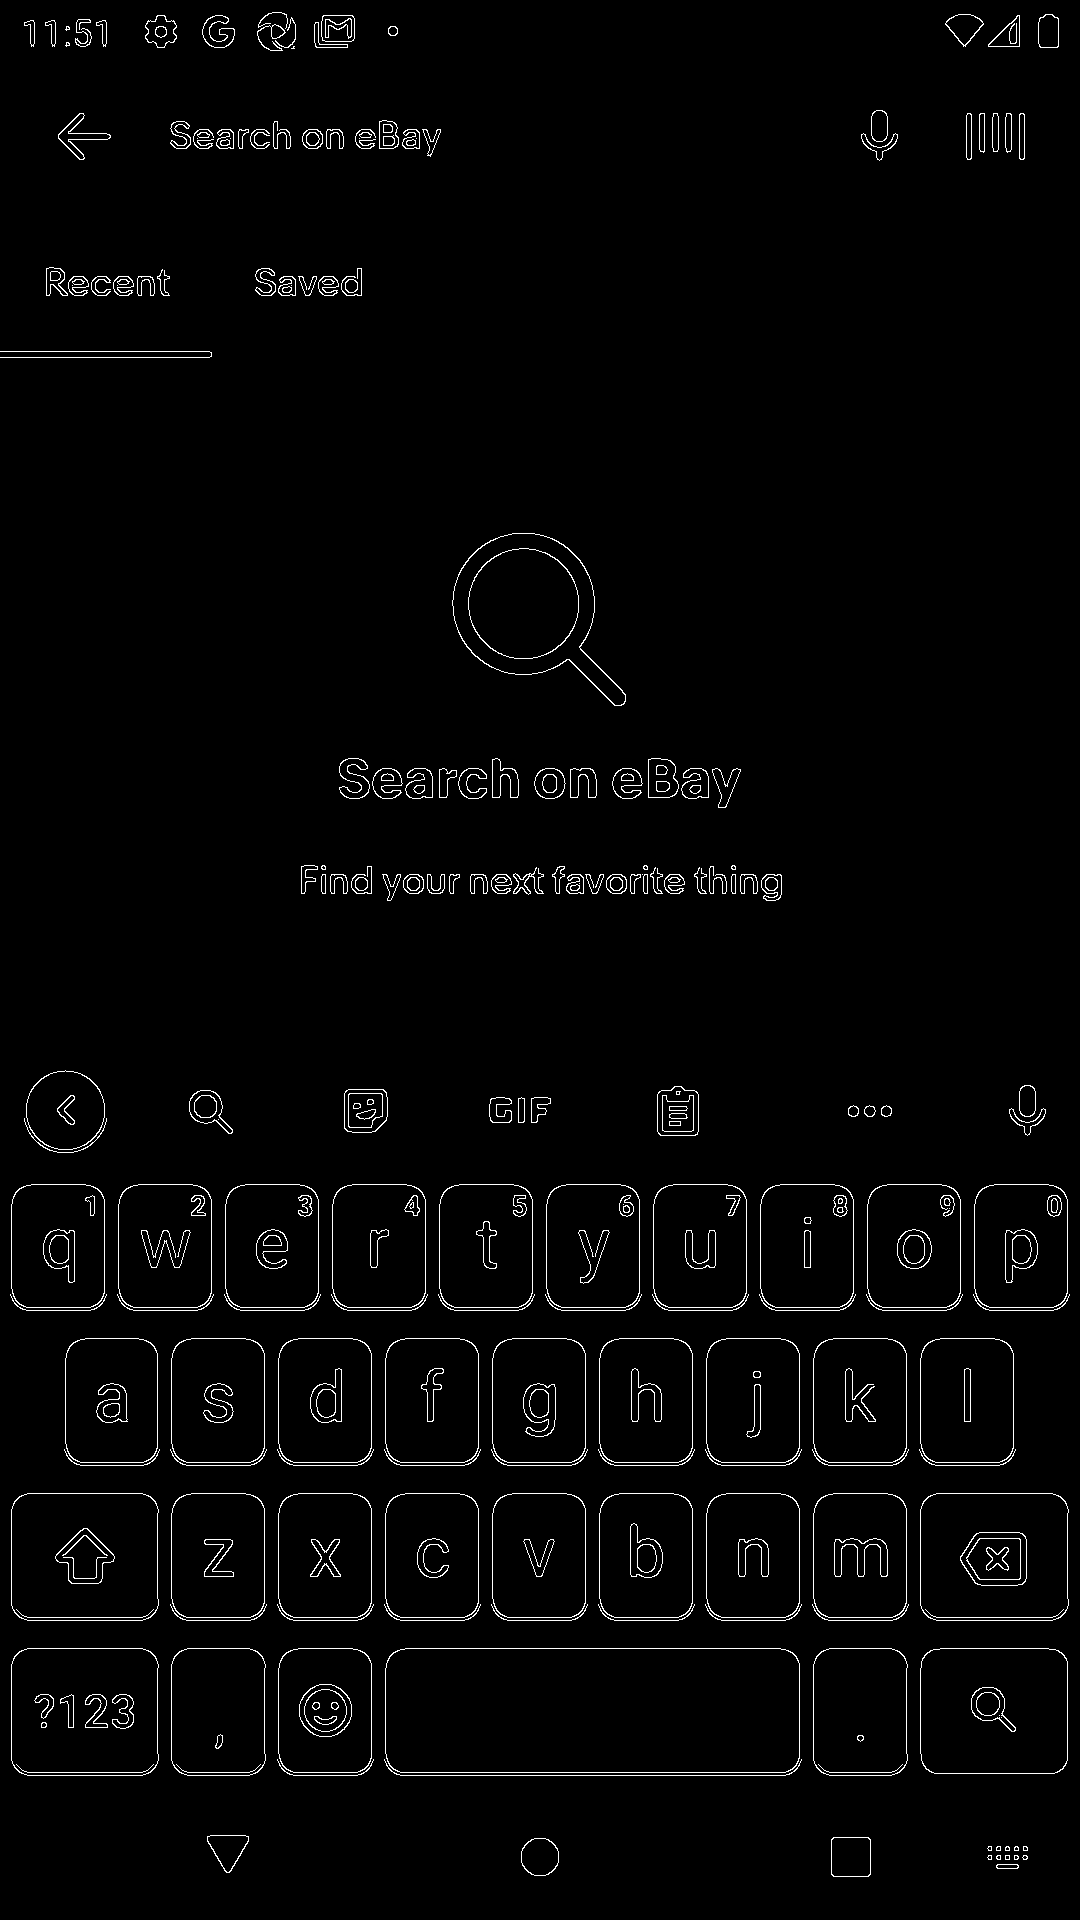 11:51
Search on eBay
Recent Saved
Search on eBay
Find your next favorite thing
GIF
1 2 3 4 5 6 7 8 9 0
q w e r t y u i o p
a s d f g h j k l
z x c v b n m
?123 , .